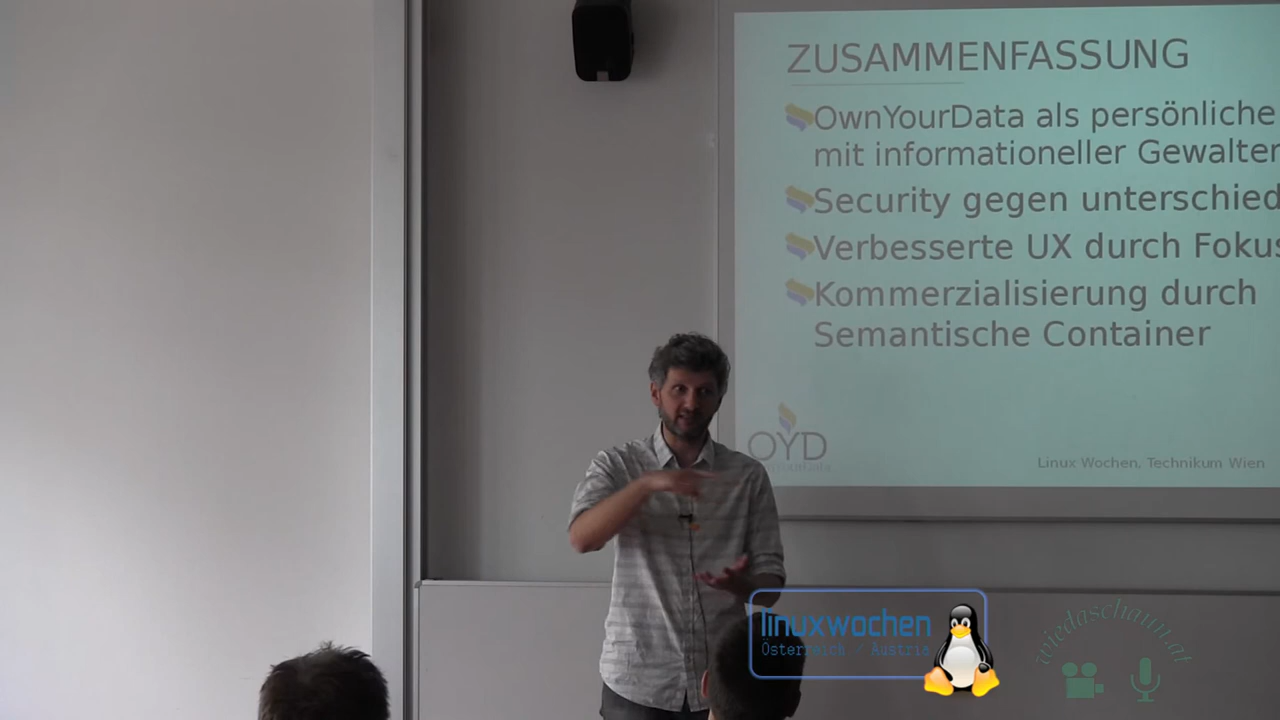 ZUSAMMENFASSUNG
OwnYourData als persönliche
mit informationeller Gewalten
Security gegen unterschied
Verbesserte UX durch Fokus
Kommerzialisierung durch
Semantische Container
OYD
Linux Wochen, Technikum Wien
linuxwochen
Österreich / Austria
wiedaschaun.at